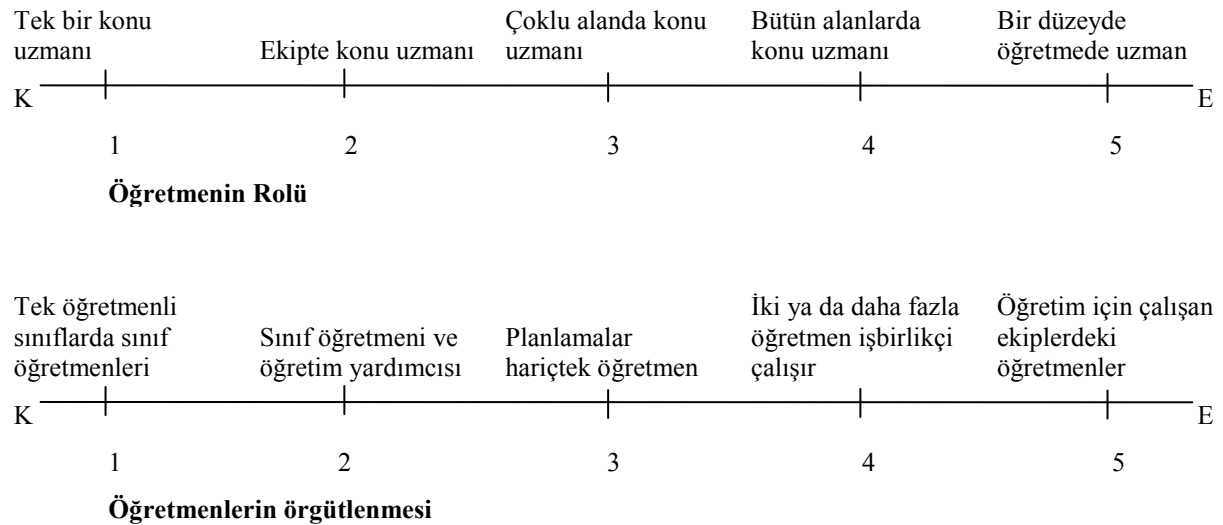 Tek bir konu
uzmanı
Ekipte konu uzmanı
Çoklu alanda konu
uzmanı
Bütün alanlarda
konu uzmanı
Bir düzeyde
öğretmede uzman
K E
1 2 3 4 5
Öğretmenin Rolü
Tek öğretmenli
sınıflarda sınıf
öğretmenleri
Sınıf öğretmeni ve
öğretim yardımcısı
Planlamalar
hariçtek öğretmen
İki ya da daha fazla
öğretmen işbirlikçi
çalışır
Öğretim için çalışan
ekiplerdeki
öğretmenler
K E
1 2 3 4 5
Öğretmenlerin örgütlenmesi